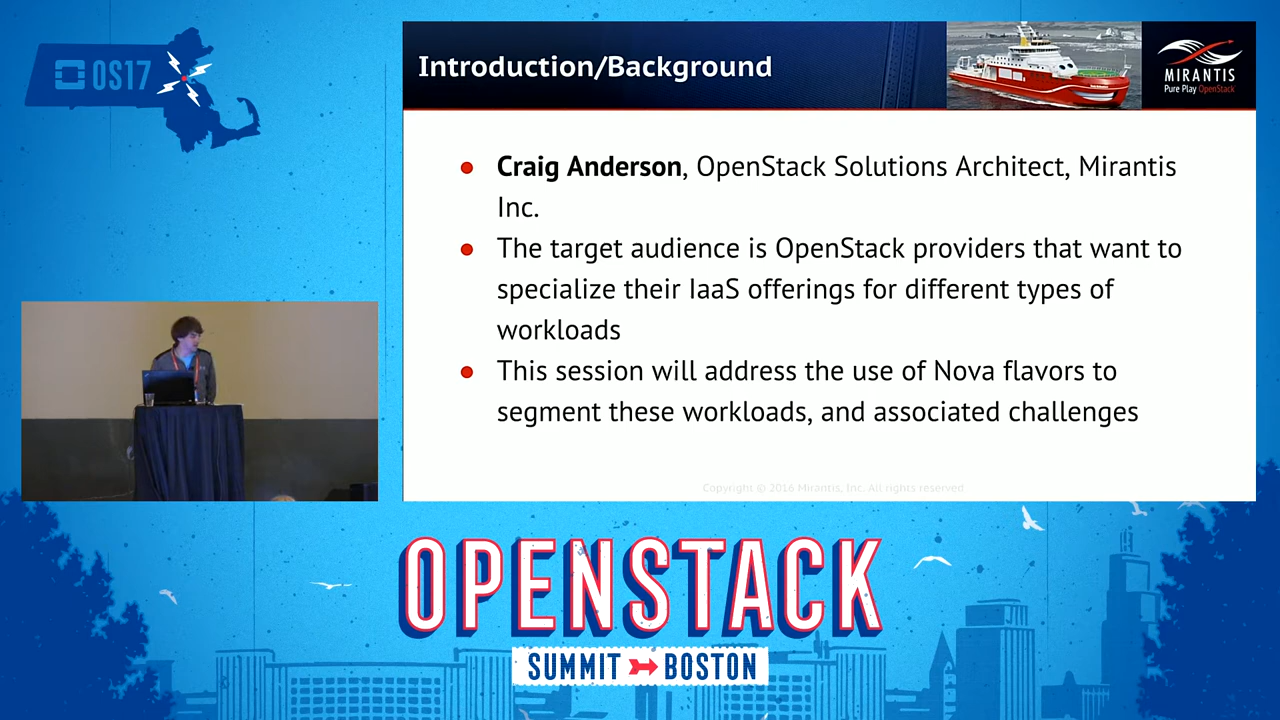 OS17
Introduction/Background
MIRANTIS
Pure Play OpenStack
Craig Anderson, OpenStack Solutions Architect, Mirantis
Inc.
The target audience is OpenStack providers that want to
specialize their IaaS offerings for different types of
workloads
This session will address the use of Nova flavors to
segment these workloads, and associated challenges
Copyright © 2016 Mirantis, Inc. All rights reserved
OPENSTACK
SUMMIT BOSTON